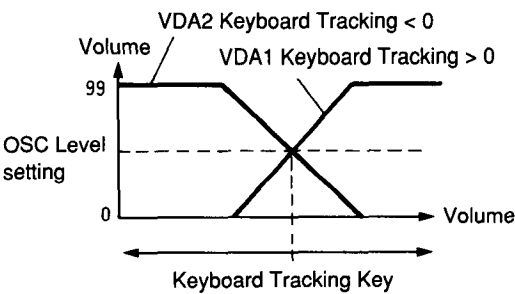 VDA2 Keyboard Tracking < 0
Volume
VDA1 Keyboard Tracking > 0
99
OSC Level
setting
0
Volume
Keyboard Tracking Key